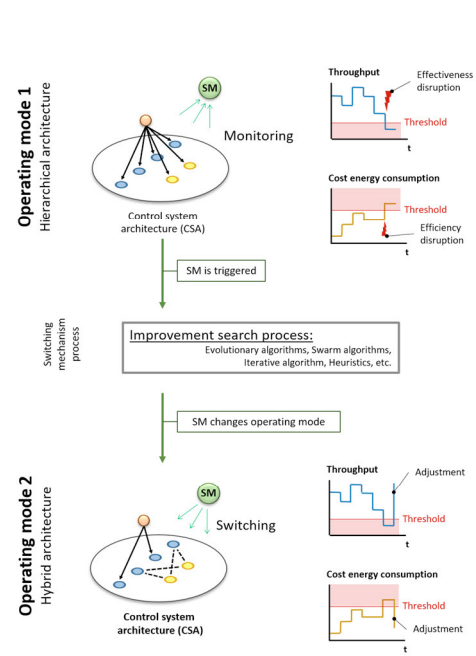 Operating mode 1
Hierarchical architecture
SM
Monitoring
Control system
architecture (CSA)
Throughput
Effectiveness
disruption
Threshold
t
Cost energy consumption
Threshold
Efficiency
disruption
t
SM is triggered
Switching
mechanism
process
Improvement search process:
Evolutionary algorithms, Swarm algorithms,
Iterative algorithm, Heuristics, etc.
SM changes operating mode
Operating mode 2
Hybrid architecture
SM
Switching
Control system
architecture (CSA)
Throughput
Adjustment
Threshold
t
Cost energy consumption
Threshold
Adjustment
t